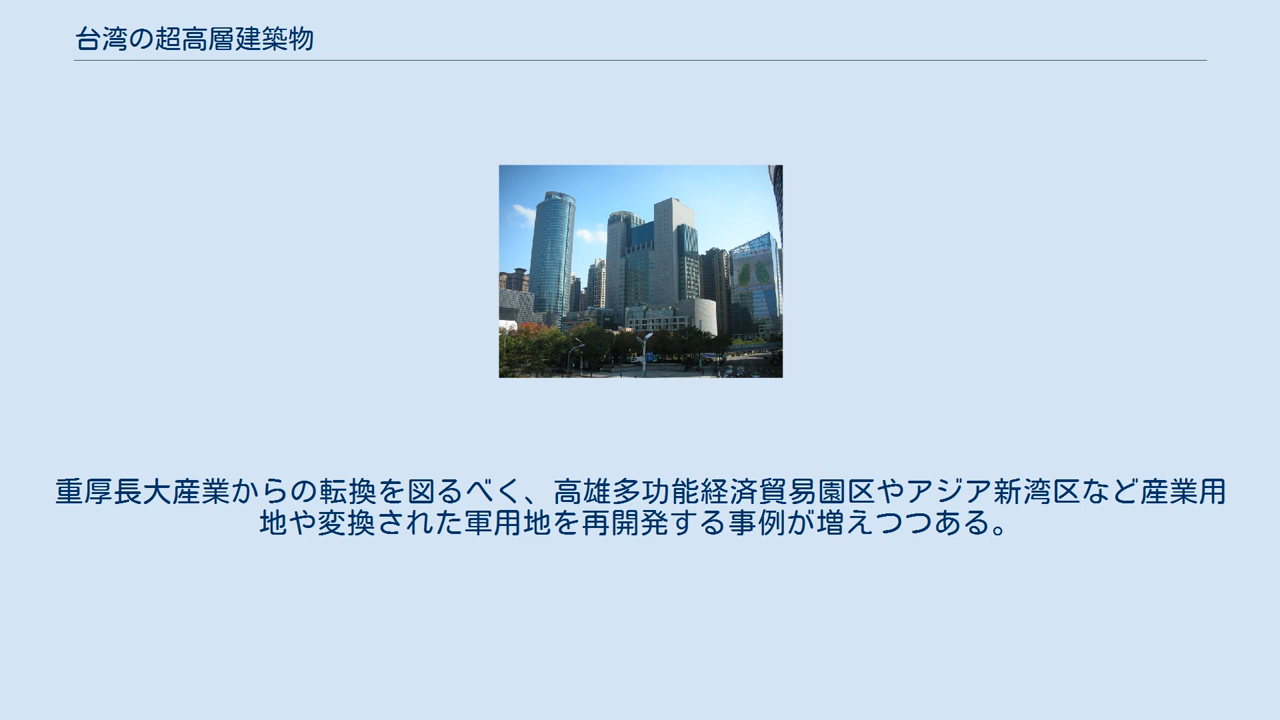 台湾の超高層建築物
重厚長大産業からの転換を図るべく、高雄多功能経済貿易園区やアジア新湾区など産業用
地や変換された軍用地を再開発する事例が増えつつある。